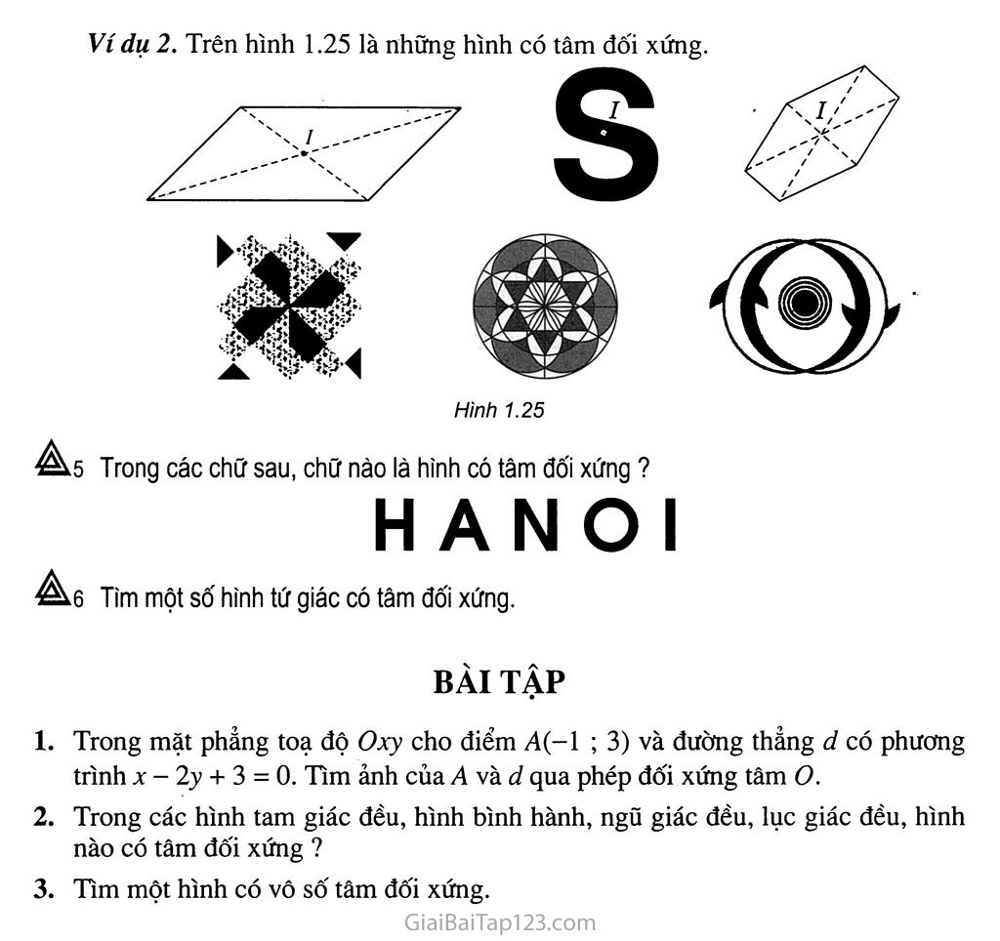 Ví dụ 2. Trên hình 1.25 là những hình có tâm đối xứng.
I
S
I
I
Hình 1.25
5 Trong các chữ sau, chữ nào là hình có tâm đối xứng ?
H A N O I
6 Tìm một số hình tứ giác có tâm đối xứng.
BÀI TẬP
1. Trong mặt phẳng toạ độ Oxy cho điểm A(−1 ; 3) và đường thẳng d có phương
trình x − 2y + 3 = 0. Tìm ảnh của A và d qua phép đối xứng tâm O.
2. Trong các hình tam giác đều, hình bình hành, ngũ giác đều, lục giác đều, hình
nào có tâm đối xứng ?
3. Tìm một hình có vô số tâm đối xứng.
GiaiBaiTap123.com